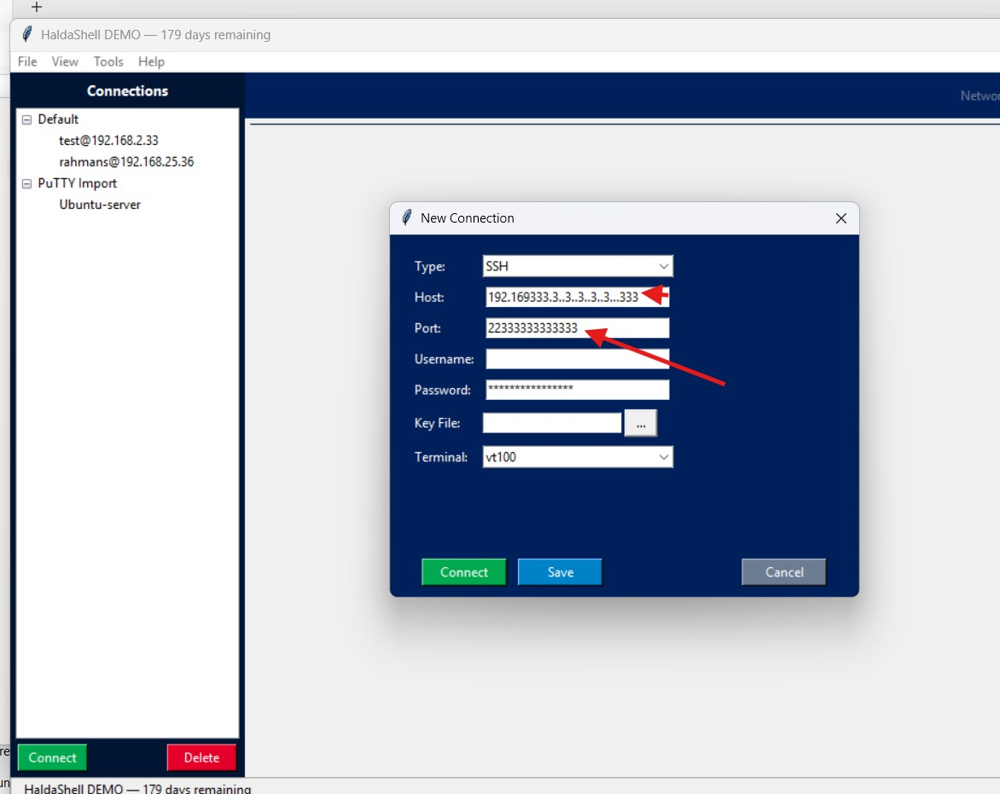 +
HaldaShell DEMO — 179 days remaining
File View Tools Help
Connections
Default
test@192.168.2.33
rahmans@192.168.25.36
PuTTY Import
Ubuntu-server
Connect Delete
HaldaShell DEMO — 179 days remaining
Networ
New Connection
Type: SSH
Host: 192.169333.3..3..3..3..3...333
Port: 22333333333333
Username:
Password: ****************
Key File: ...
Terminal: vt100
Connect Save Cancel
re
un